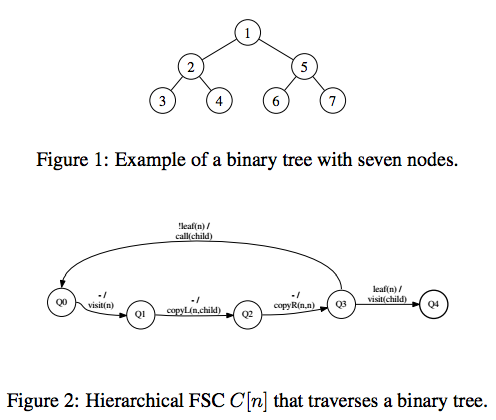 1
2 5
3 4 6 7
Figure 1: Example of a binary tree with seven nodes.
!leaf(n) /
call(child)
Q0
- /
visit(n)
Q1
- /
copyL(n,child)
Q2
- /
copyR(n,n)
Q3
leaf(n) /
visit(child)
Q4
Figure 2: Hierarchical FSC C[n] that traverses a binary tree.